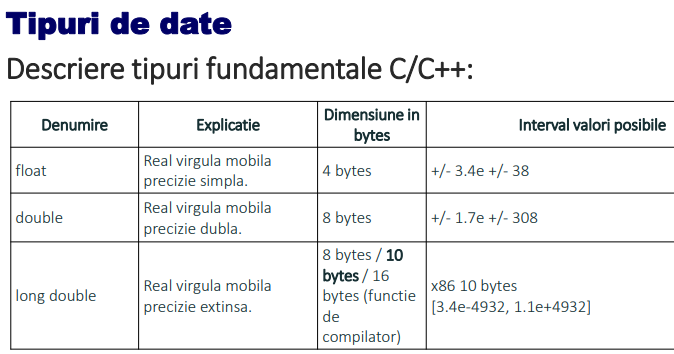 Tipuri de date
Descriere tipuri fundamentale C/C++:
Denumire
Explicatie
Dimensiune in
bytes
Interval valori posibile
float
Real virgula mobila
precizie simpla.
4 bytes
+/- 3.4e +/- 38
double
Real virgula mobila
precizie dubla.
8 bytes
+/- 1.7e +/- 308
long double
Real virgula mobila
precizie extinsa.
8 bytes / 10
bytes / 16
bytes (functie
de
compilator)
x86 10 bytes
[3.4e-4932, 1.1e+4932]